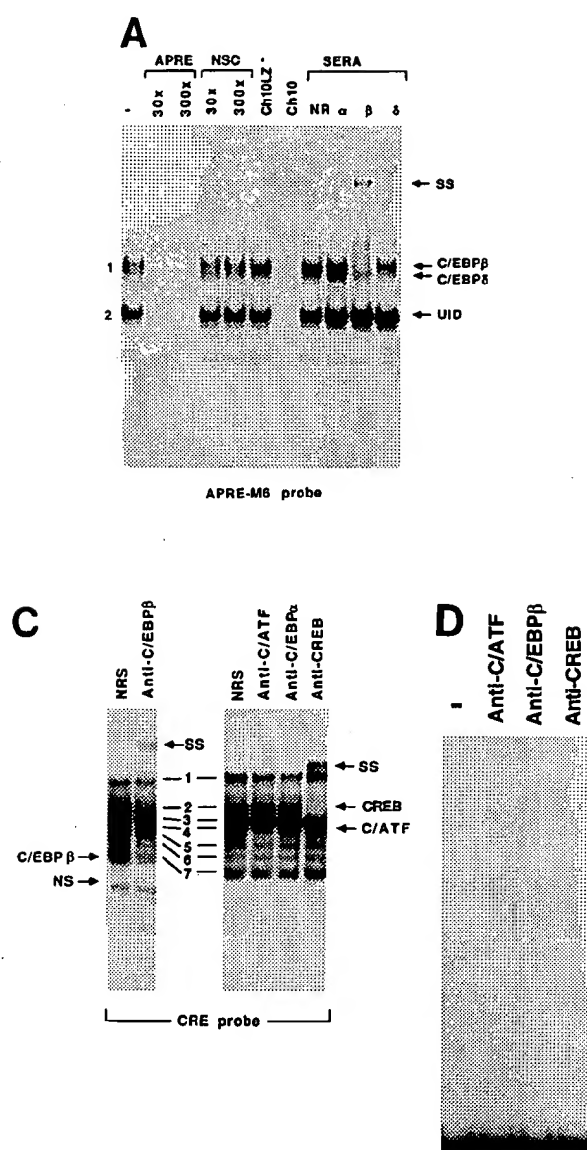 A
APRE NSC SERA
- 30x 300x 30x 300x Ch10LZ- Ch10 NR α β δ
← SS
1 ← C/EBPβ
← C/EBPδ
2 ← UID
APRE-M6 probe
C
NRS Anti-C/EBPβ NRS Anti-C/ATF Anti-C/EBPα Anti-CREB
←SS
← SS
1
2 ← CREB
3
← C/ATF
4
5
C/EBPβ→ 6
NS → 7
CRE probe
D
- Anti-C/ATF Anti-C/EBPβ Anti-CREB